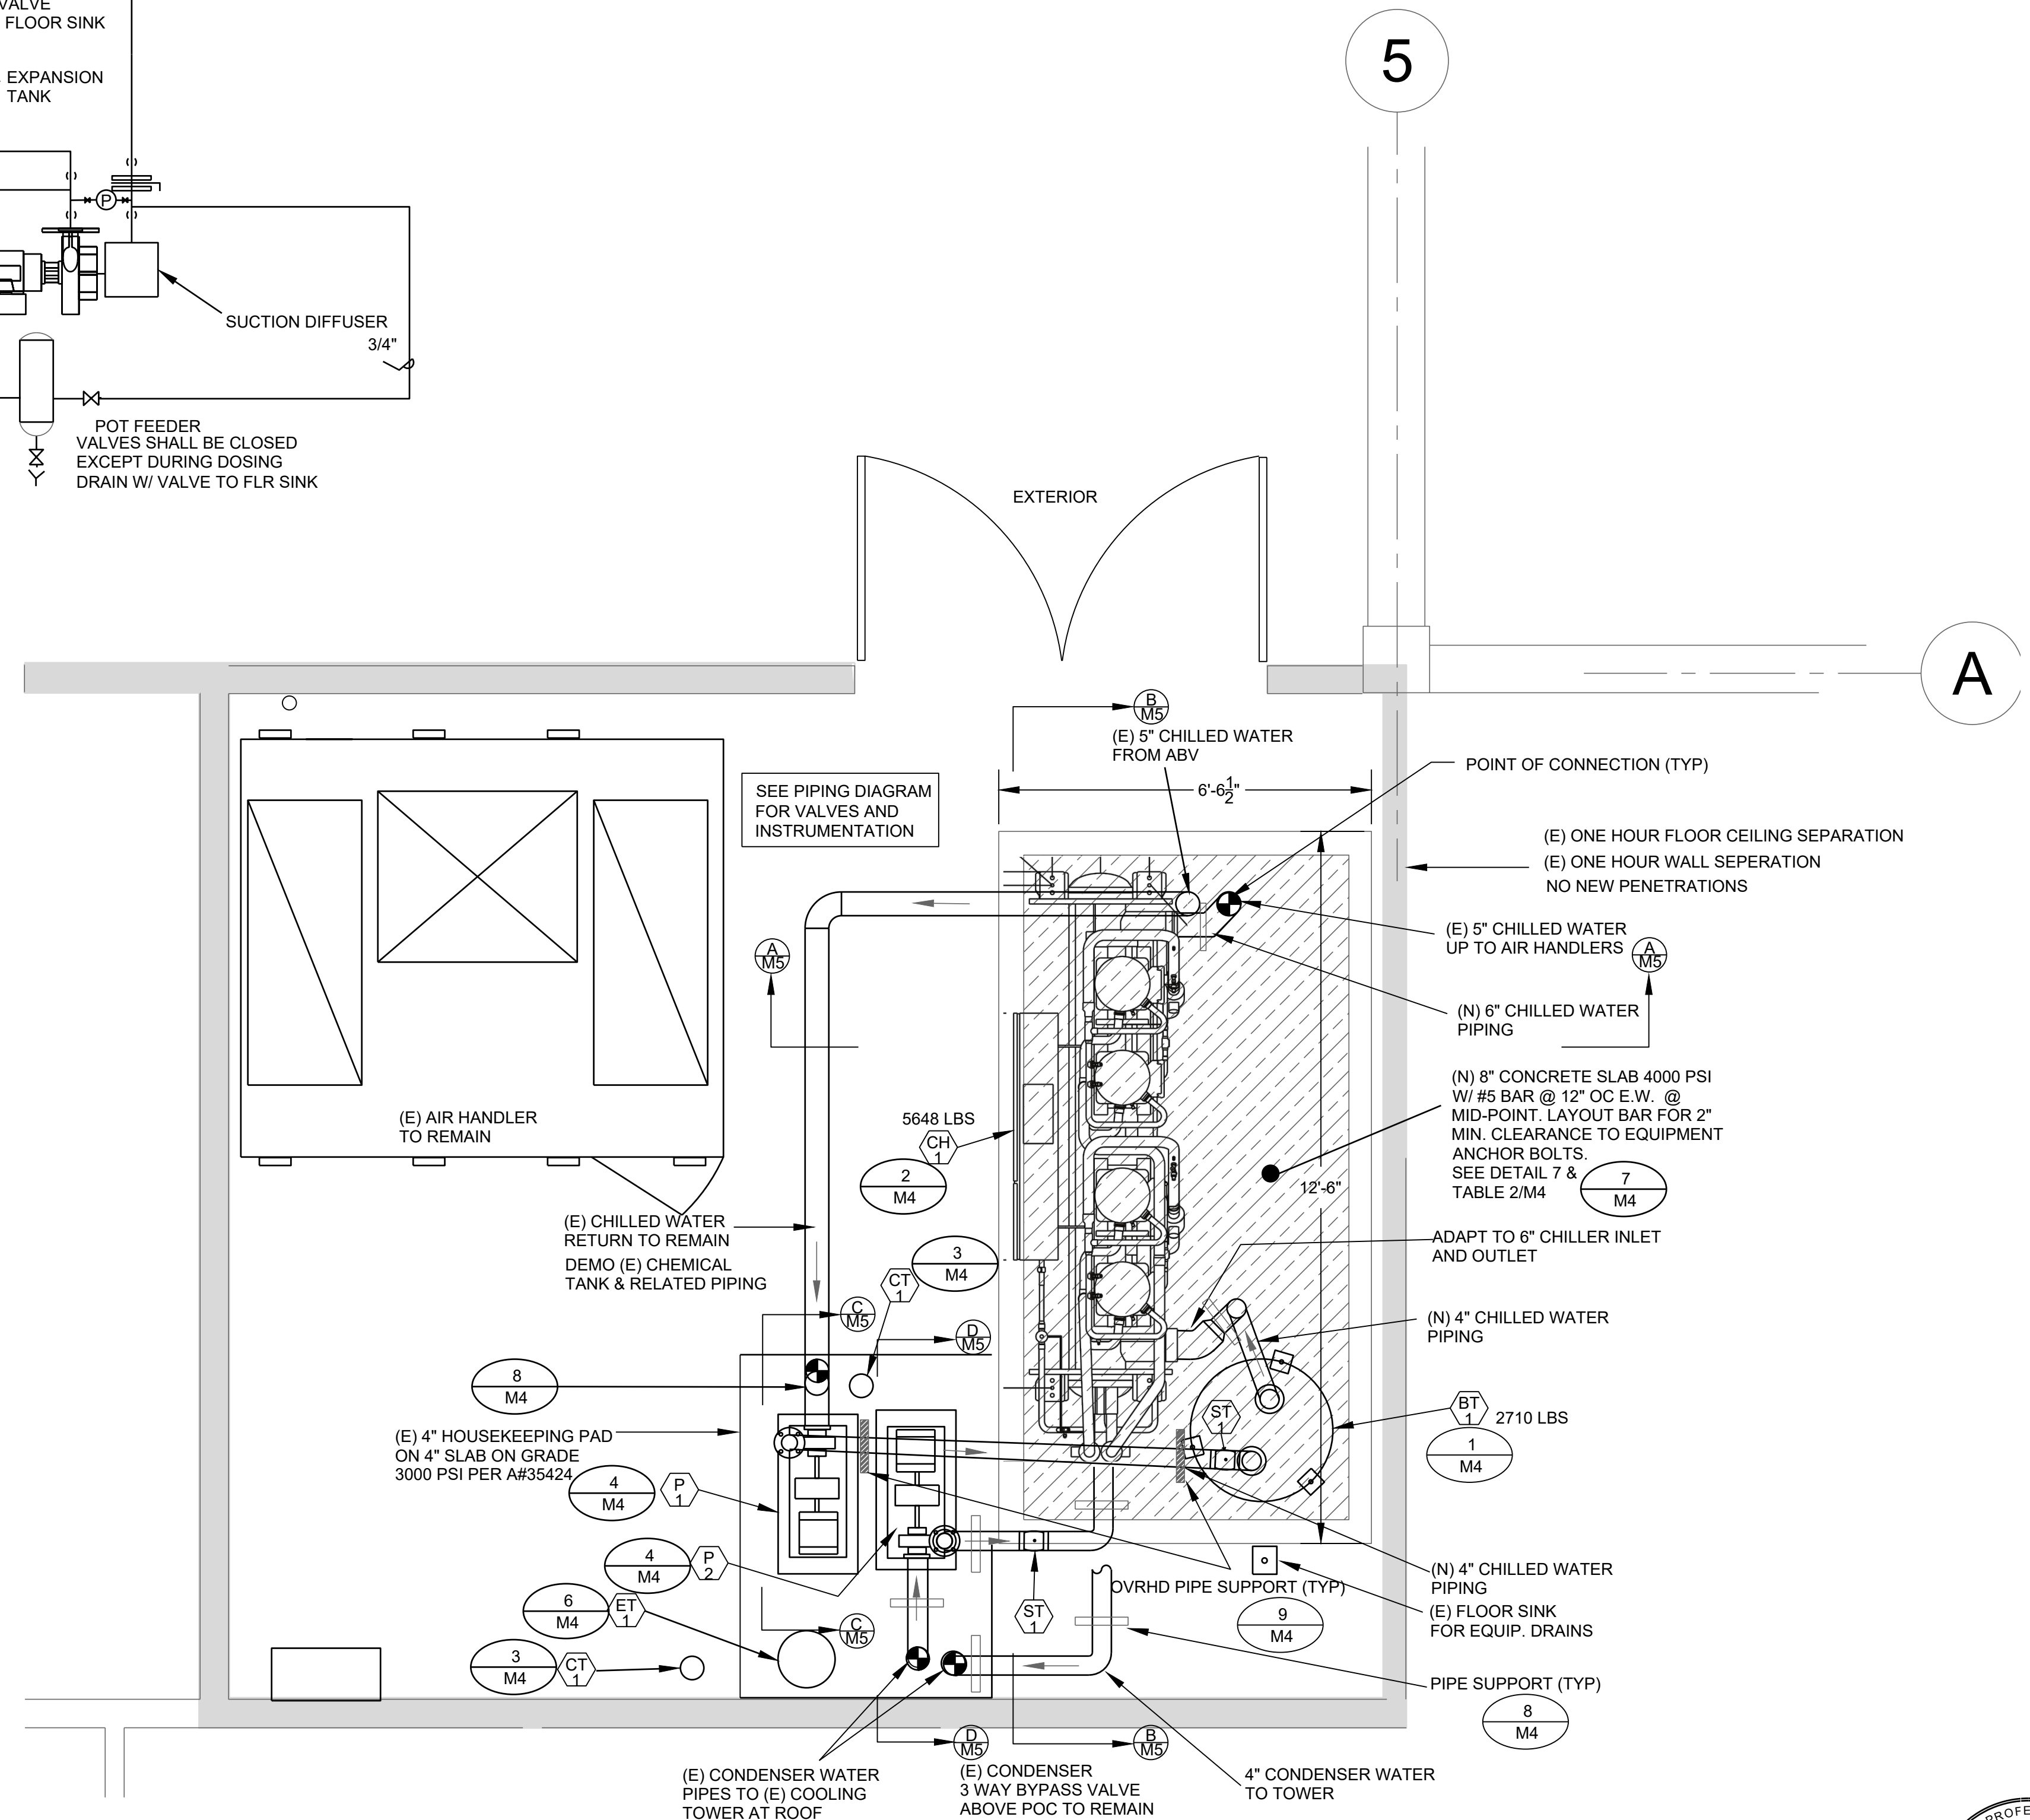 VALVE
FLOOR SINK
EXPANSION
TANK
P
SUCTION DIFFUSER
3/4"
POT FEEDER
VALVES SHALL BE CLOSED
EXCEPT DURING DOSING
DRAIN W/ VALVE TO FLR SINK
5
EXTERIOR
A
B
M5
(E) 5" CHILLED WATER
FROM ABV
POINT OF CONNECTION (TYP)
6'-6 1/2"
SEE PIPING DIAGRAM
FOR VALVES AND
INSTRUMENTATION
(E) ONE HOUR FLOOR CEILING SEPARATION
(E) ONE HOUR WALL SEPERATION
NO NEW PENETRATIONS
(E) 5" CHILLED WATER
UP TO AIR HANDLERS
A
M5
A
M5
(N) 6" CHILLED WATER
PIPING
(N) 8" CONCRETE SLAB 4000 PSI
W/ #5 BAR @ 12" OC E.W. @
MID-POINT. LAYOUT BAR FOR 2"
MIN. CLEARANCE TO EQUIPMENT
ANCHOR BOLTS.
SEE DETAIL 7 &
TABLE 2/M4
7
M4
(E) AIR HANDLER
TO REMAIN
5648 LBS
CH
1
2
M4
12'-6"
(E) CHILLED WATER
RETURN TO REMAIN
DEMO (E) CHEMICAL
TANK & RELATED PIPING
3
M4
CT
1
ADAPT TO 6" CHILLER INLET
AND OUTLET
C
M5
D
M5
(N) 4" CHILLED WATER
PIPING
8
M4
ST
1
BT
1
2710 LBS
1
M4
(E) 4" HOUSEKEEPING PAD
ON 4" SLAB ON GRADE
3000 PSI PER A#35424
4
M4
P
1
4
M4
P
2
6
M4
ET
1
3
M4
CT
1
C
M5
ST
1
OVRHD PIPE SUPPORT (TYP)
9
M4
(N) 4" CHILLED WATER
PIPING
(E) FLOOR SINK
FOR EQUIP. DRAINS
PIPE SUPPORT (TYP)
8
M4
D
M5
B
M5
(E) CONDENSER WATER
PIPES TO (E) COOLING
TOWER AT ROOF
(E) CONDENSER
3 WAY BYPASS VALVE
ABOVE POC TO REMAIN
4" CONDENSER WATER
TO TOWER